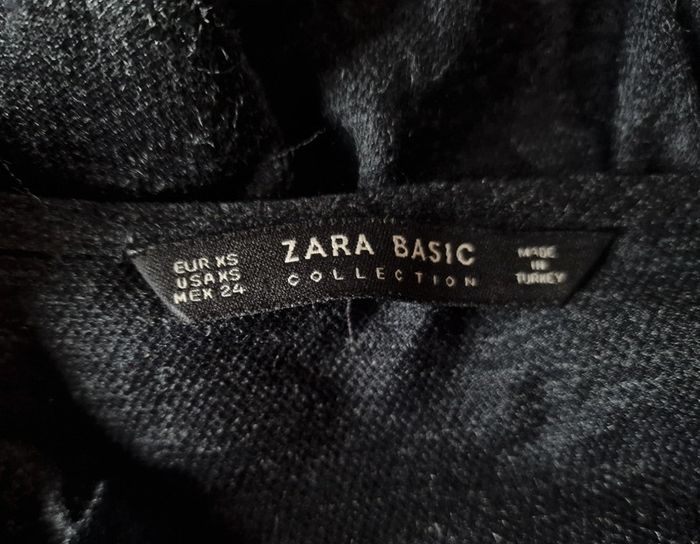 EUR XS
USA XS
MEX 24
ZARA BASIC
COLLECTION
MADE
IN
TURKEY